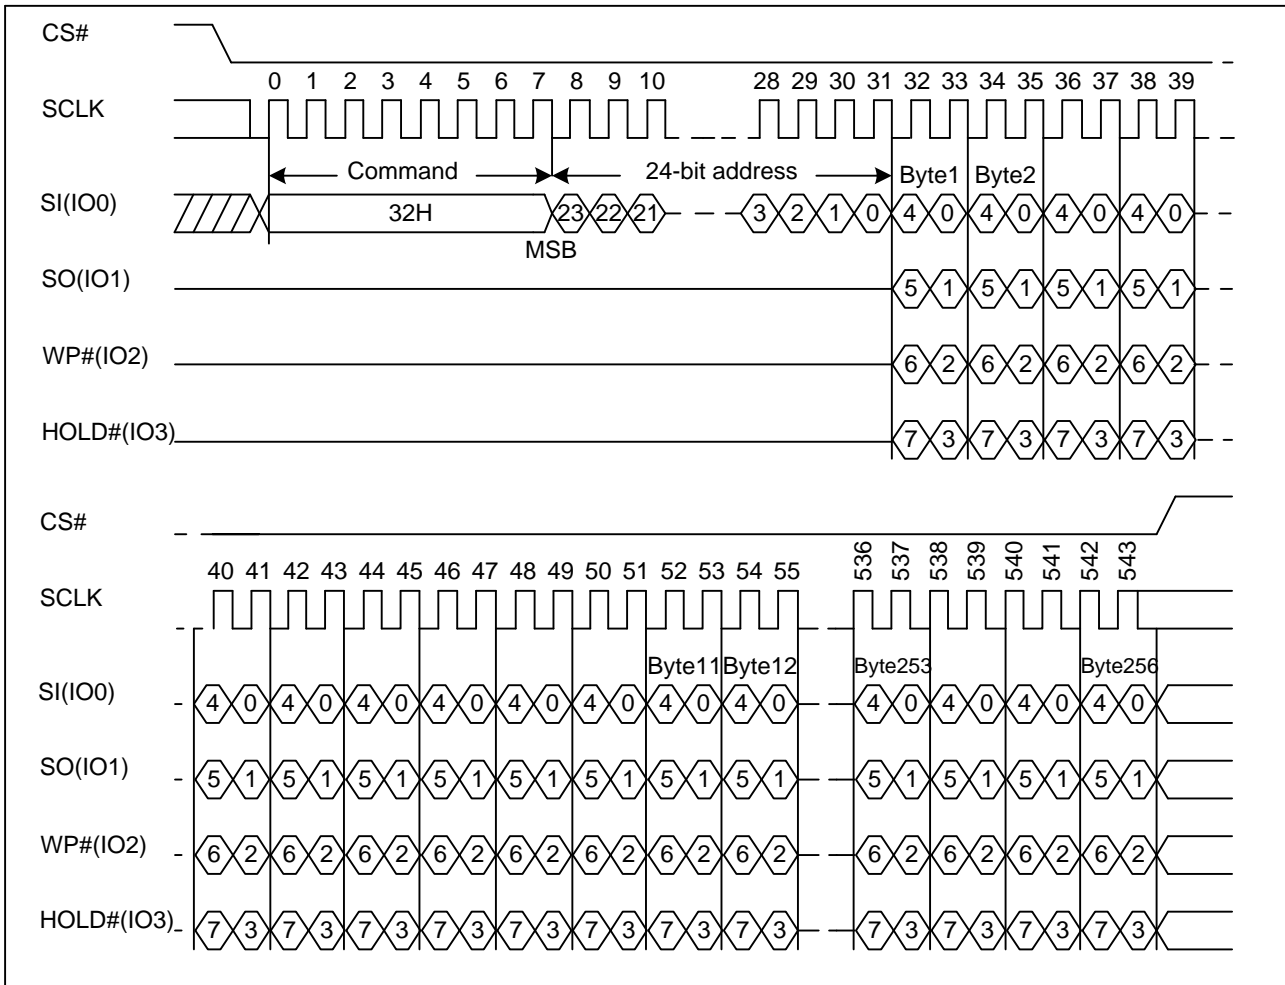 CS#
0 1 2 3 4 5 6 7 8 9 10 28 29 30 31 32 33 34 35 36 37 38 39
SCLK
Command 24-bit address Byte1 Byte2
SI(IO0) 32H 23 22 21 3 2 1 0 4 0 4 0 4 0 4 0
MSB
SO(IO1) 5 1 5 1 5 1 5 1
WP#(IO2) 6 2 6 2 6 2 6 2
HOLD#(IO3) 7 3 7 3 7 3 7 3
CS#
40 41 42 43 44 45 46 47 48 49 50 51 52 53 54 55 536 537 538 539 540 541 542 543
SCLK
Byte11 Byte12 Byte253 Byte256
SI(IO0) 4 0 4 0 4 0 4 0 4 0 4 0 4 0 4 0 4 0 4 0 4 0 4 0
SO(IO1) 5 1 5 1 5 1 5 1 5 1 5 1 5 1 5 1 5 1 5 1 5 1 5 1
WP#(IO2) 6 2 6 2 6 2 6 2 6 2 6 2 6 2 6 2 6 2 6 2 6 2 6 2
HOLD#(IO3) 7 3 7 3 7 3 7 3 7 3 7 3 7 3 7 3 7 3 7 3 7 3 7 3